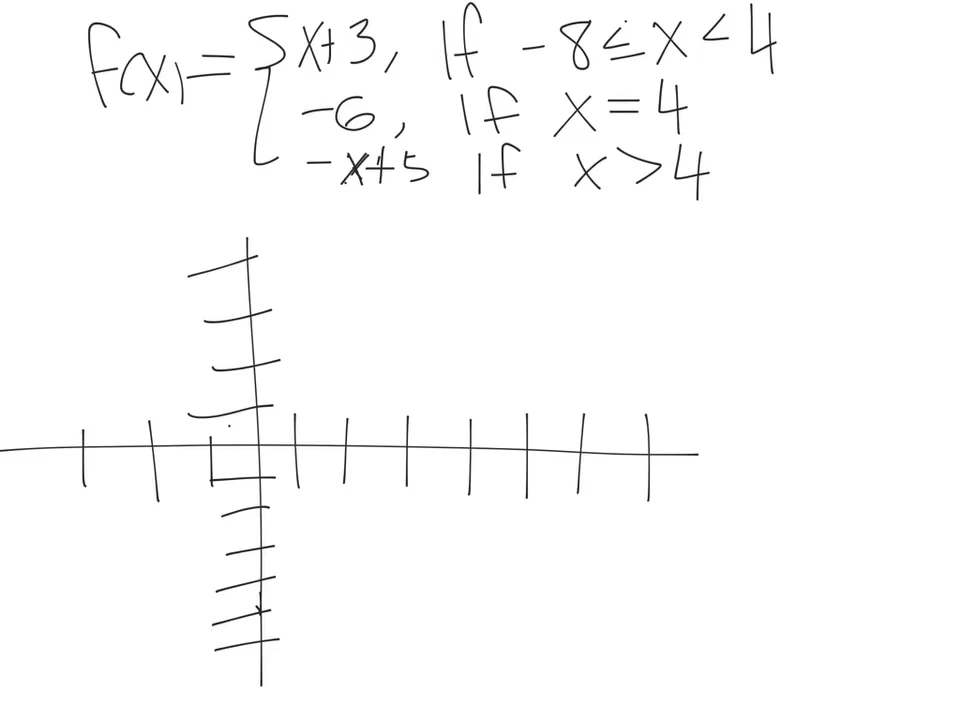 f(x) = { x+3, If -8 ≤ x < 4
-6, If x = 4
-x+5 If x > 4